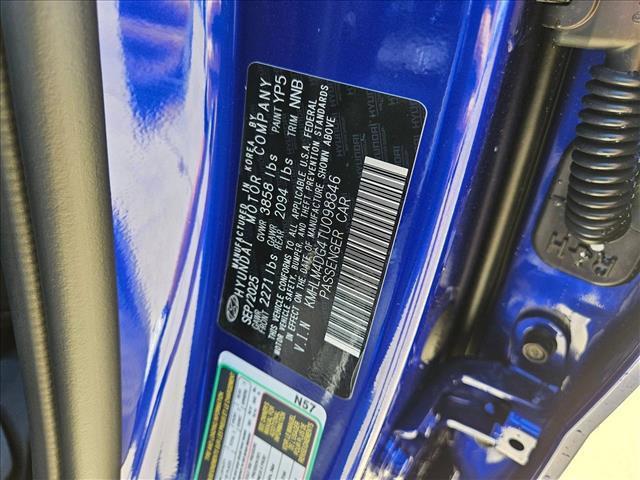 MANUFACTURED IN KOREA BY
HYUNDAI MOTOR COMPANY
SEP/2025 GVWR 3858 lbs PAINT YP5
GAWR FRONT 2271 lbs GAWR REAR 2094 lbs TRIM NNB
THIS VEHICLE CONFORMS TO ALL APPLICABLE U.S.A. FEDERAL
MOTOR VEHICLE SAFETY, BUMPER, AND THEFT PREVENTION STANDARDS
IN EFFECT ON THE DATE OF MANUFACTURE SHOWN ABOVE
V.I.N KMHLM4DG4TU098846
PASSENGER CAR
N57